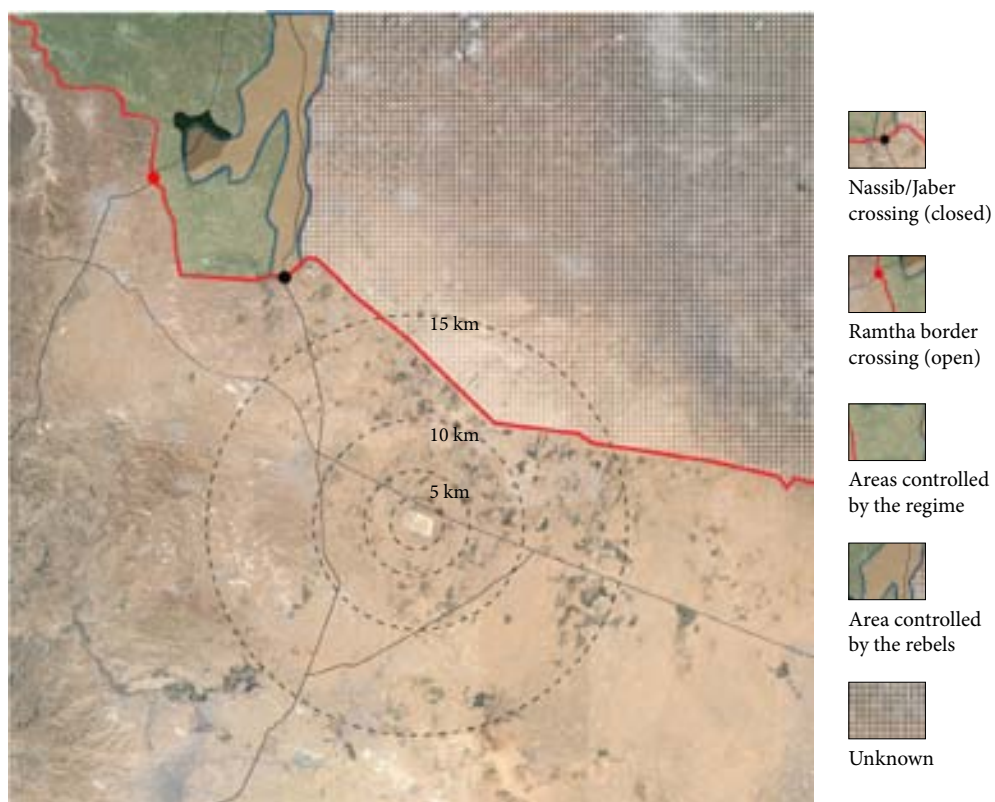 15 km
10 km
5 km
Nassib/Jaber
crossing (closed)
Ramtha border
crossing (open)
Areas controlled
by the regime
Area controlled
by the rebels
Unknown